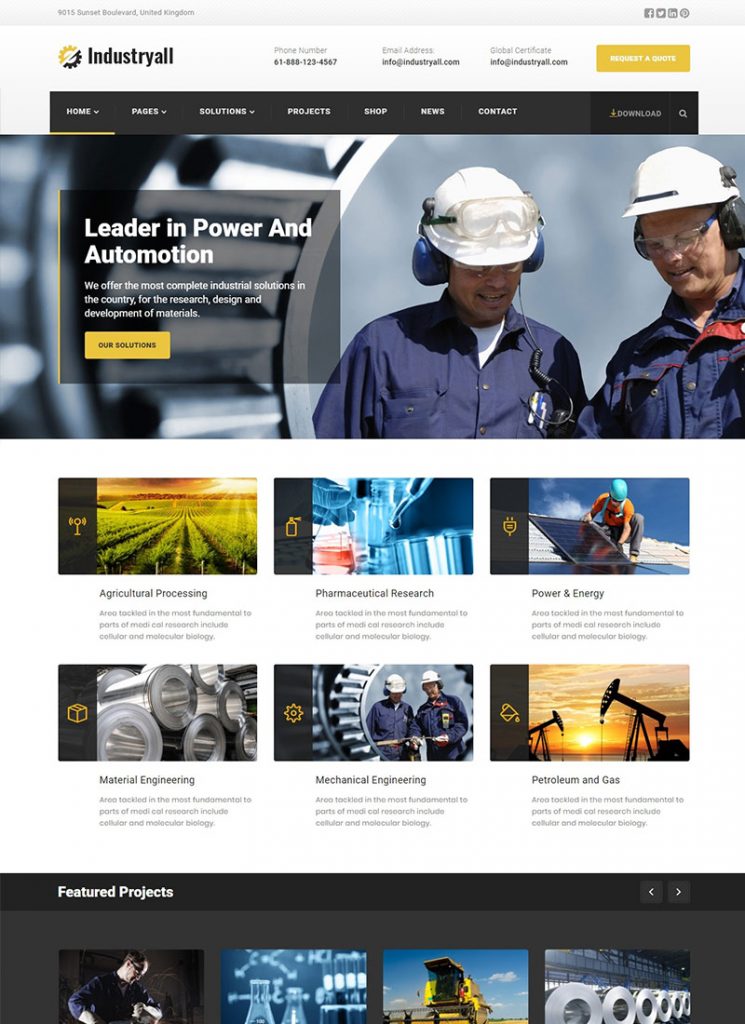 9015 Sunset Boulevard, United Kingdom
Industryall
Phone Number
61-888-123-4567
Email Address:
info@industryall.com
Global Certificate
info@industryall.com
REQUEST A QUOTE
HOME
PAGES
SOLUTIONS
PROJECTS
SHOP
NEWS
CONTACT
DOWNLOAD
Leader in Power And
Automotion
We offer the most complete industrial solutions in
the country, for the research, design and
development of materials.
OUR SOLUTIONS
Agricultural Processing
Area tackled in the most fundamental to
parts of medi cal research include
cellular and molecular biology.
Pharmaceutical Research
Area tackled in the most fundamental to
parts of medi cal research include
cellular and molecular biology.
Power & Energy
Area tackled in the most fundamental to
parts of medi cal research include
cellular and molecular biology.
Material Engineering
Area tackled in the most fundamental to
parts of medi cal research include
cellular and molecular biology.
Mechanical Engineering
Area tackled in the most fundamental to
parts of medi cal research include
cellular and molecular biology.
Petroleum and Gas
Area tackled in the most fundamental to
parts of medi cal research include
cellular and molecular biology.
Featured Projects